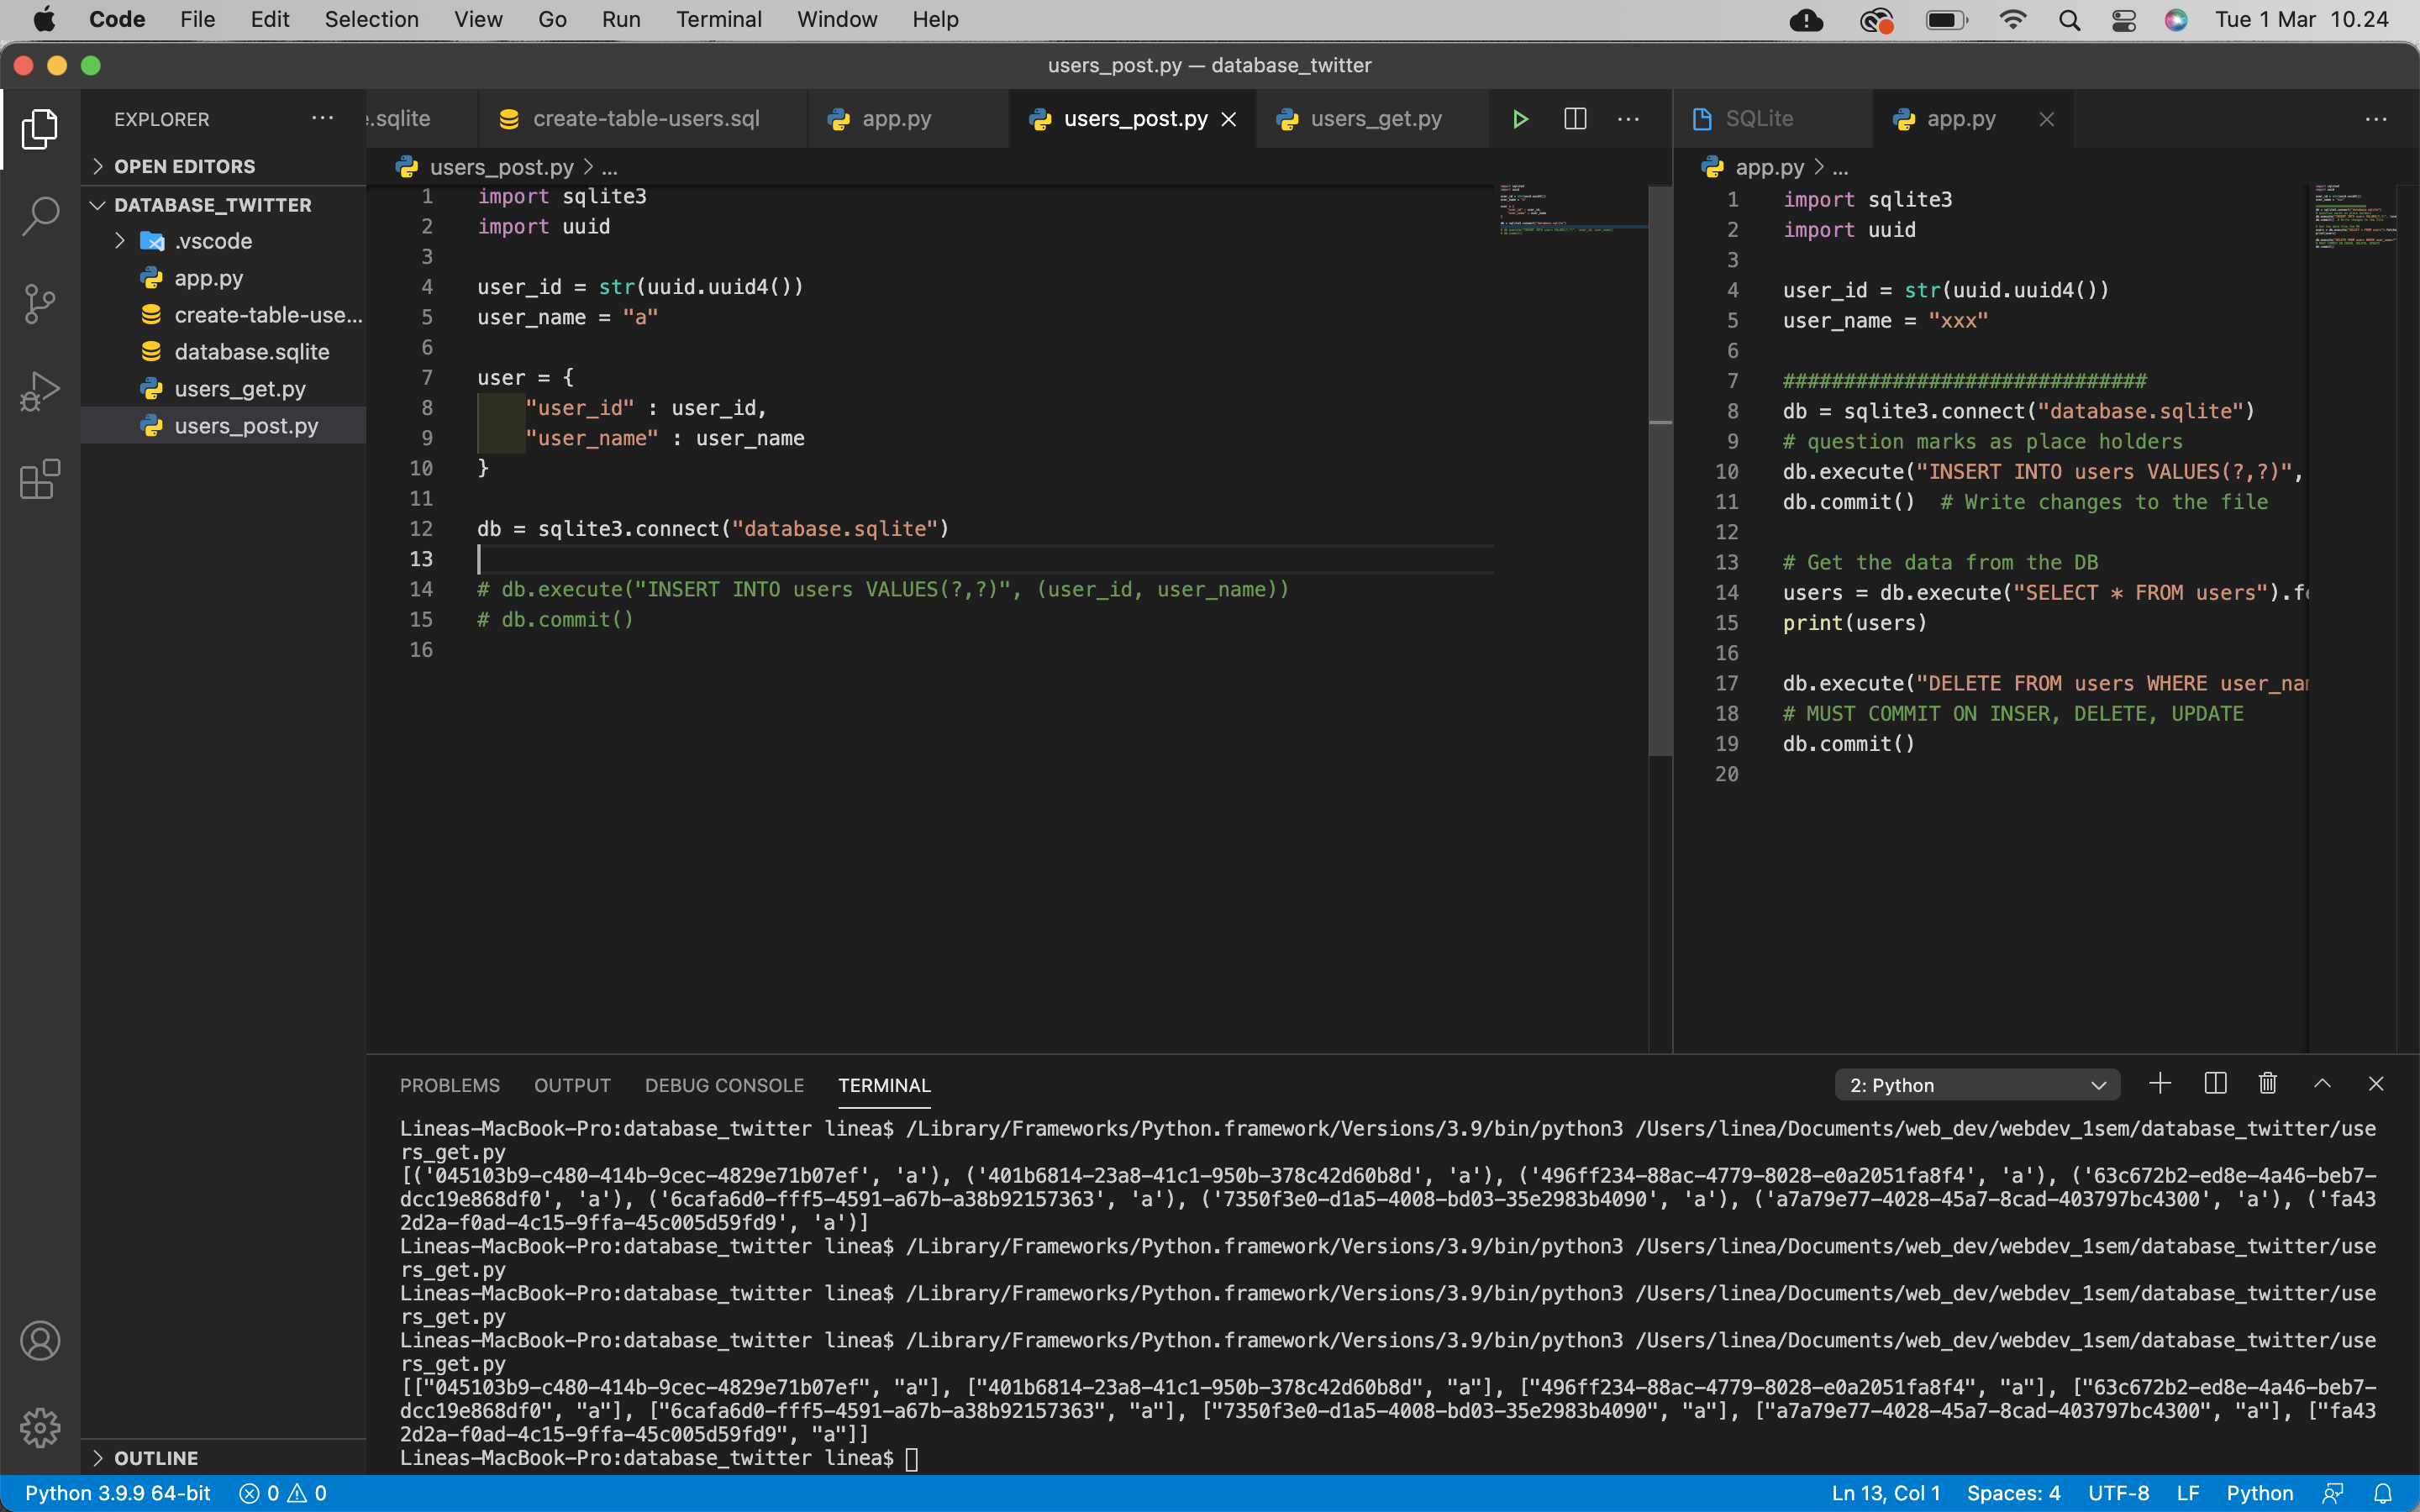 Code File Edit Selection View Go Run Terminal Window Help Tue 1 Mar 10.24
users_post.py — database_twitter
EXPLORER
OPEN EDITORS
DATABASE_TWITTER
.vscode
app.py
create-table-use...
database.sqlite
users_get.py
users_post.py
OUTLINE
.sqlite create-table-users.sql app.py users_post.py users_get.py
users_post.py > ...
1 import sqlite3
2 import uuid
3
4 user_id = str(uuid.uuid4())
5 user_name = "a"
6
7 user = {
8 "user_id" : user_id,
9 "user_name" : user_name
10 }
11
12 db = sqlite3.connect("database.sqlite")
13
14 # db.execute("INSERT INTO users VALUES(?,?)", (user_id, user_name))
15 # db.commit()
16
SQLite app.py
app.py > ...
1 import sqlite3
2 import uuid
3
4 user_id = str(uuid.uuid4())
5 user_name = "xxx"
6
7 ##############################
8 db = sqlite3.connect("database.sqlite")
9 # question marks as place holders
10 db.execute("INSERT INTO users VALUES(?,?)",
11 db.commit()  # Write changes to the file
12
13 # Get the data from the DB
14 users = db.execute("SELECT * FROM users").fe
15 print(users)
16
17 db.execute("DELETE FROM users WHERE user_nam
18 # MUST COMMIT ON INSER, DELETE, UPDATE
19 db.commit()
20
PROBLEMS OUTPUT DEBUG CONSOLE TERMINAL 2: Python
Lineas-MacBook-Pro:database_twitter linea$ /Library/Frameworks/Python.framework/Versions/3.9/bin/python3 /Users/linea/Documents/web_dev/webdev_1sem/database_twitter/use
rs_get.py
[('045103b9-c480-414b-9cec-4829e71b07ef', 'a'), ('401b6814-23a8-41c1-950b-378c42d60b8d', 'a'), ('496ff234-88ac-4779-8028-e0a2051fa8f4', 'a'), ('63c672b2-ed8e-4a46-beb7-
dcc19e868df0', 'a'), ('6cafa6d0-fff5-4591-a67b-a38b92157363', 'a'), ('7350f3e0-d1a5-4008-bd03-35e2983b4090', 'a'), ('a7a79e77-4028-45a7-8cad-403797bc4300', 'a'), ('fa43
2d2a-f0ad-4c15-9ffa-45c005d59fd9', 'a')]
Lineas-MacBook-Pro:database_twitter linea$ /Library/Frameworks/Python.framework/Versions/3.9/bin/python3 /Users/linea/Documents/web_dev/webdev_1sem/database_twitter/use
rs_get.py
Lineas-MacBook-Pro:database_twitter linea$ /Library/Frameworks/Python.framework/Versions/3.9/bin/python3 /Users/linea/Documents/web_dev/webdev_1sem/database_twitter/use
rs_get.py
Lineas-MacBook-Pro:database_twitter linea$ /Library/Frameworks/Python.framework/Versions/3.9/bin/python3 /Users/linea/Documents/web_dev/webdev_1sem/database_twitter/use
rs_get.py
[["045103b9-c480-414b-9cec-4829e71b07ef", "a"], ["401b6814-23a8-41c1-950b-378c42d60b8d", "a"], ["496ff234-88ac-4779-8028-e0a2051fa8f4", "a"], ["63c672b2-ed8e-4a46-beb7-
dcc19e868df0", "a"], ["6cafa6d0-fff5-4591-a67b-a38b92157363", "a"], ["7350f3e0-d1a5-4008-bd03-35e2983b4090", "a"], ["a7a79e77-4028-45a7-8cad-403797bc4300", "a"], ["fa43
2d2a-f0ad-4c15-9ffa-45c005d59fd9", "a"]]
Lineas-MacBook-Pro:database_twitter linea$
Python 3.9.9 64-bit 0 0 Ln 13, Col 1 Spaces: 4 UTF-8 LF Python